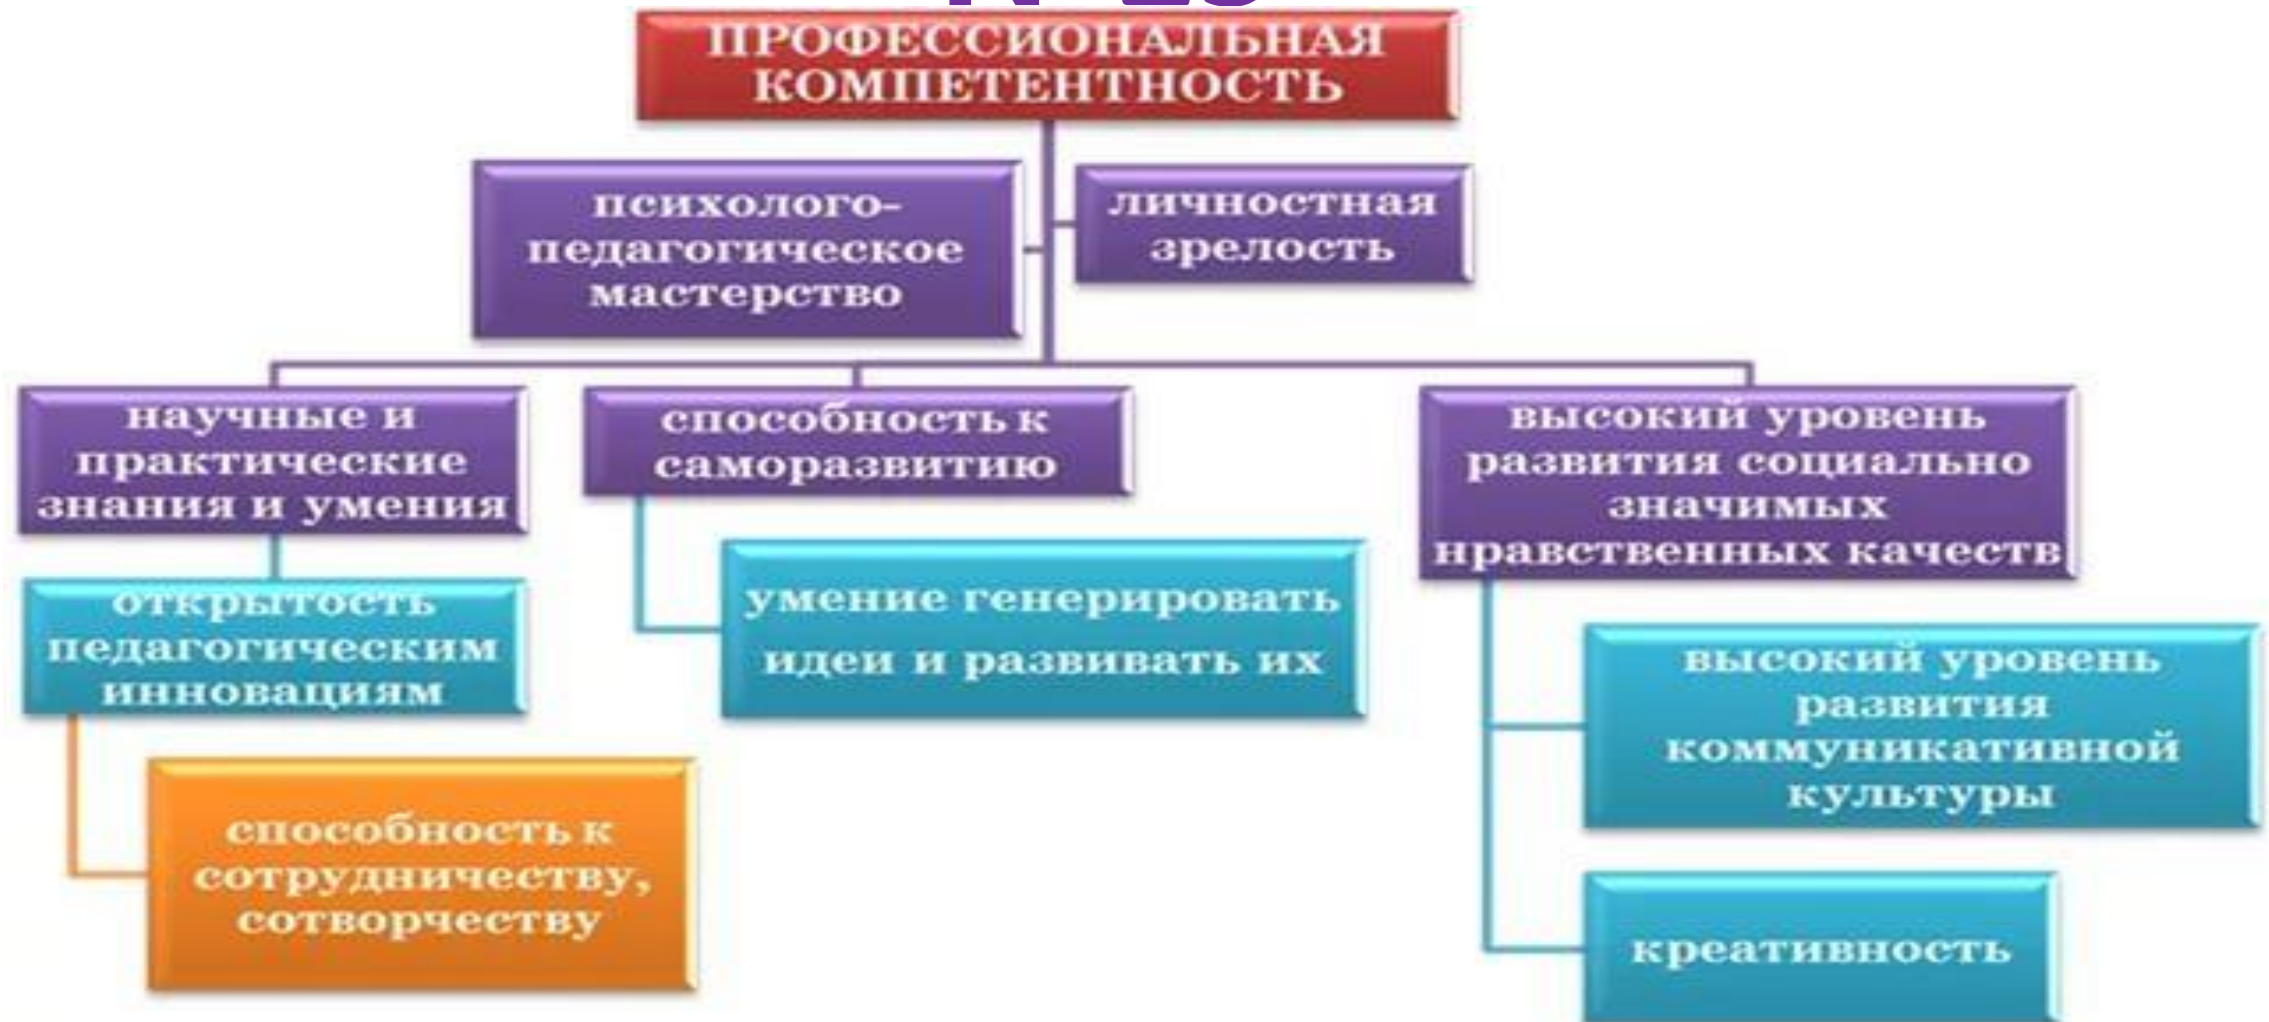 ПРОФЕССИОНАЛЬНАЯ
КОМПЕТЕНТНОСТЬ
психолого-
педагогическое
мастерство
личностная
зрелость
научные и
практические
знания и умения
способность к
саморазвитию
высокий уровень
развития социально
значимых
нравственных качеств
открытость
педагогическим
инновациям
умение генерировать
идеи и развивать их
высокий уровень
развития
коммуникативной
культуры
способность к
сотрудничеству,
сотворчеству
креативность